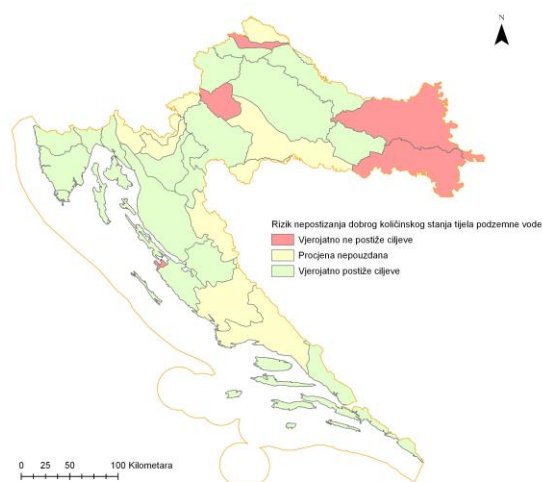 N
Rizik nepostizanja dobrog količinskog stanja tijela podzemne vode
Vjerojatno ne postiže ciljeve
Procjena nepouzdana
Vjerojatno postiže ciljeve
0 25 50 100 Kilometara